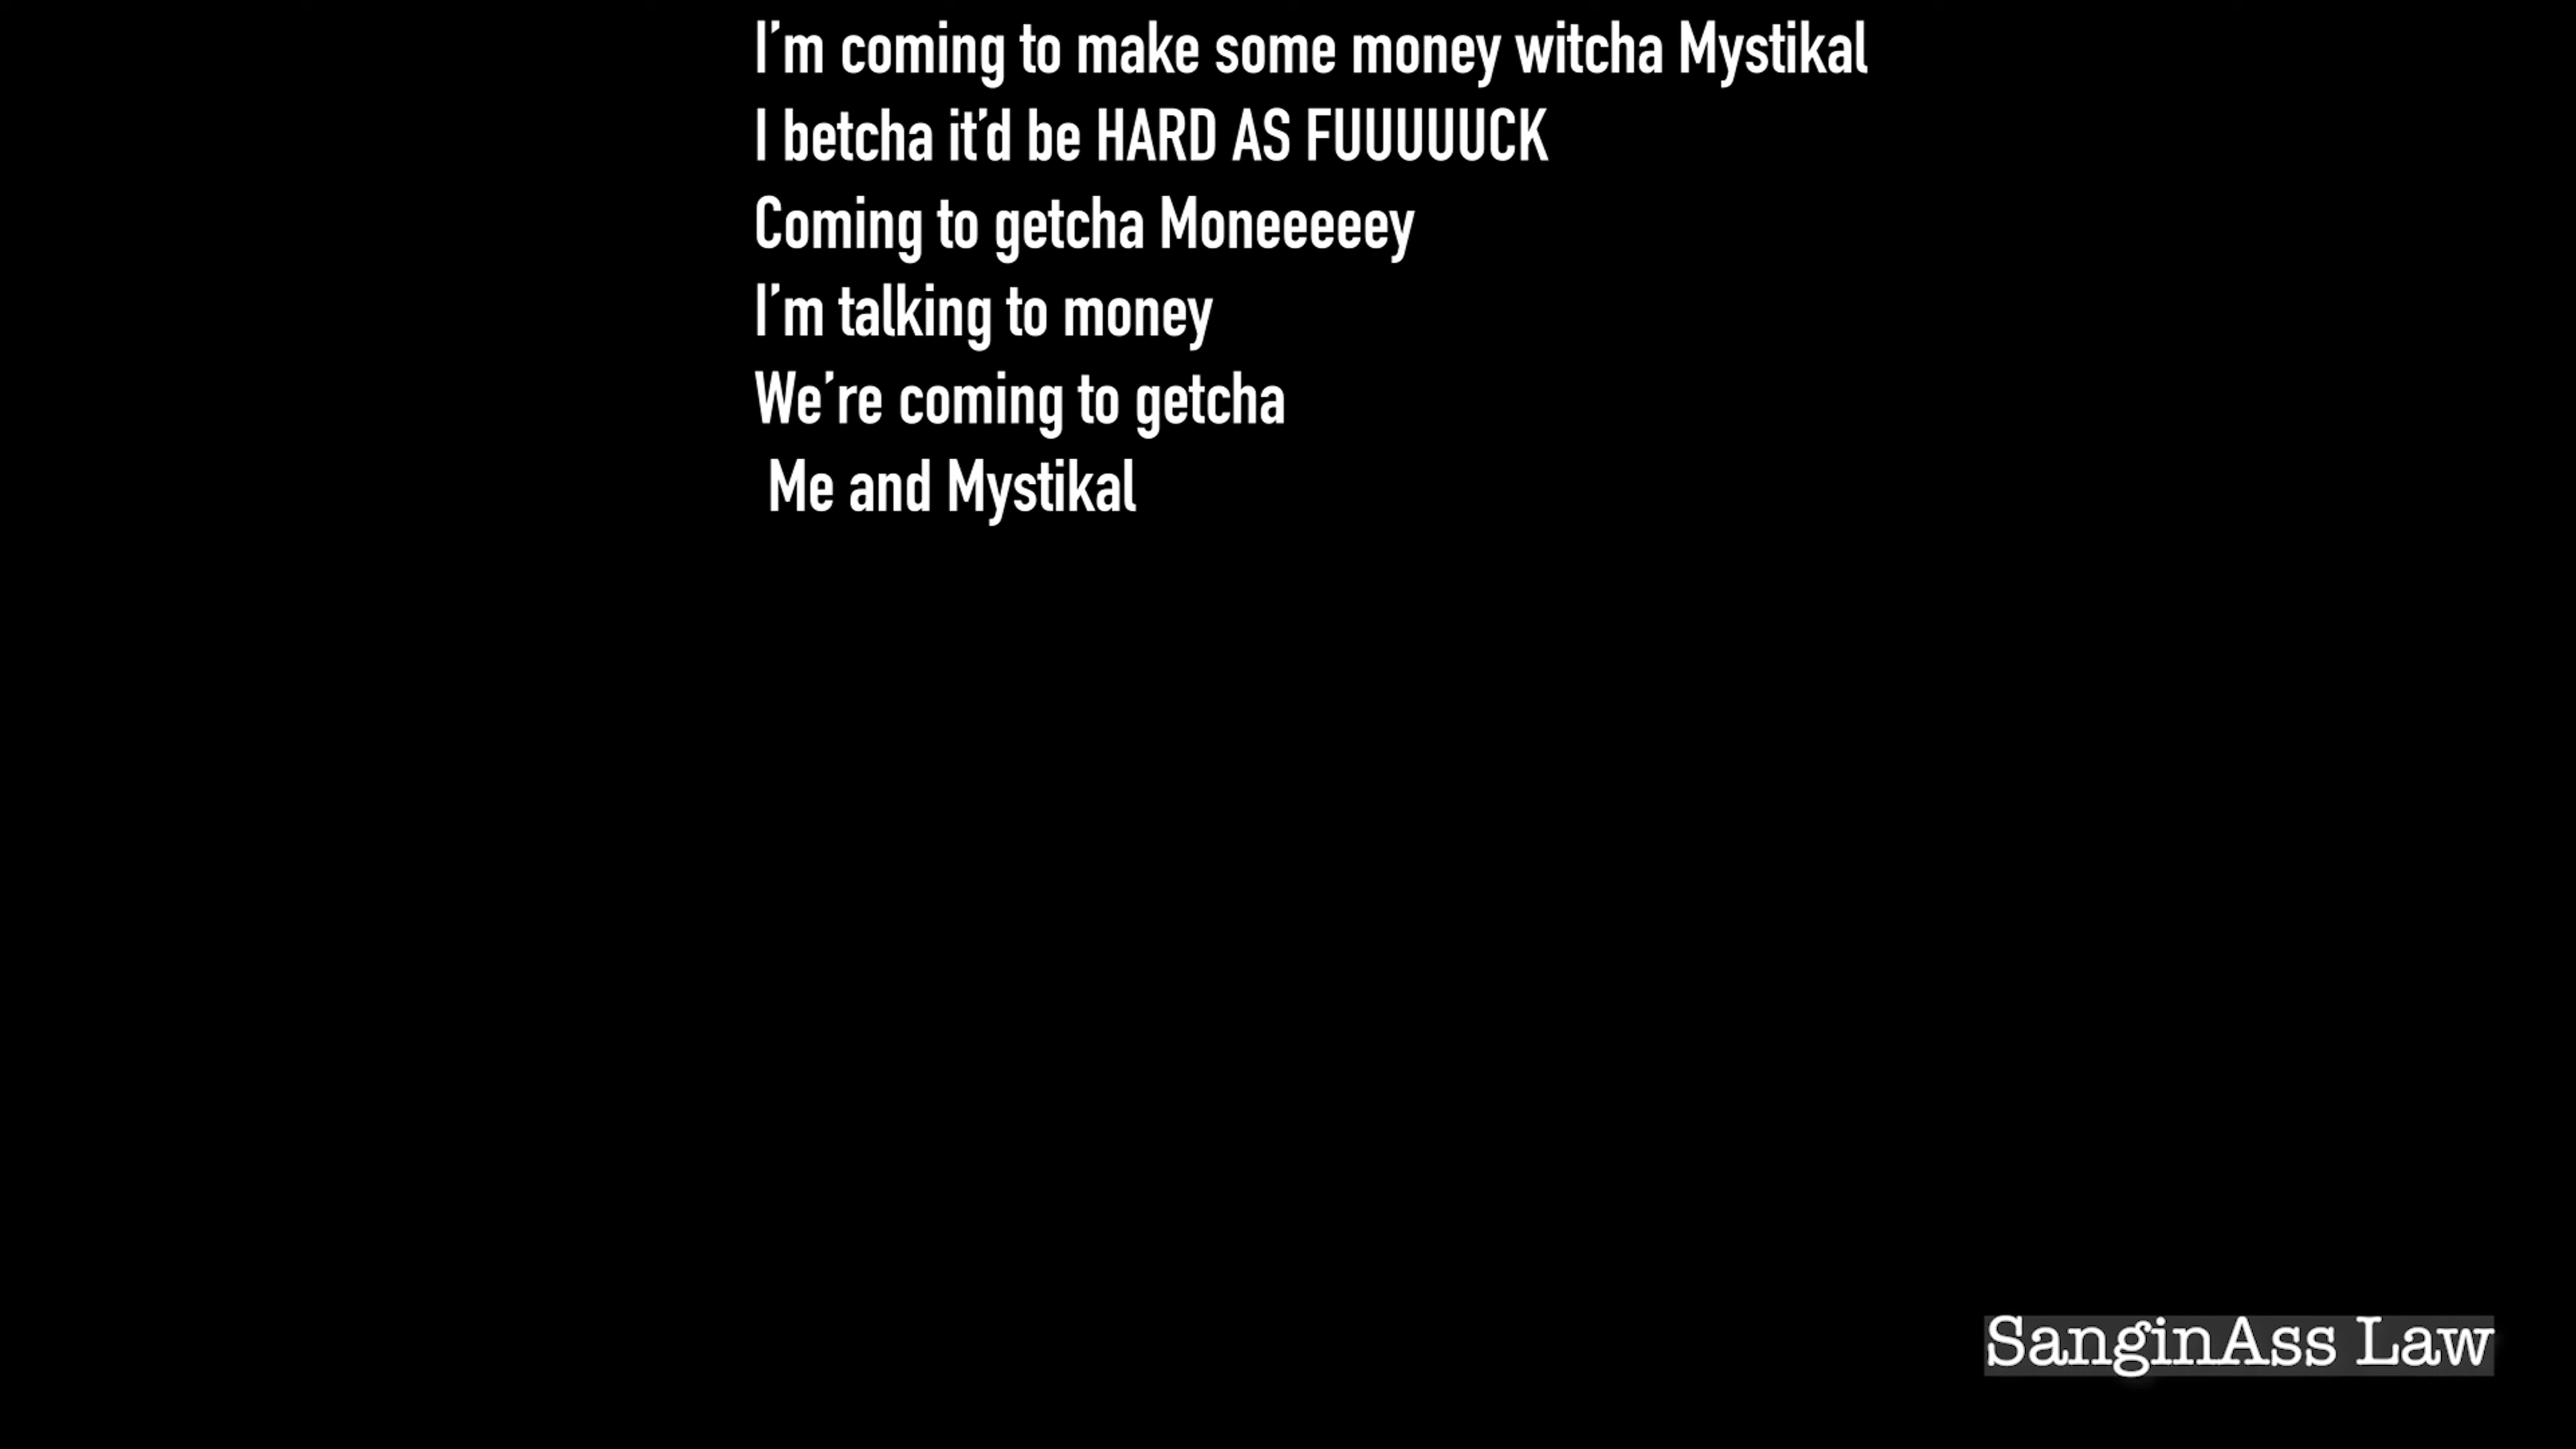 I’m coming to make some money witcha Mystikal
I betcha it’d be HARD AS FUUUUUCK
Coming to getcha Moneeeeey
I’m talking to money
We’re coming to getcha
Me and Mystikal
SanginAss Law